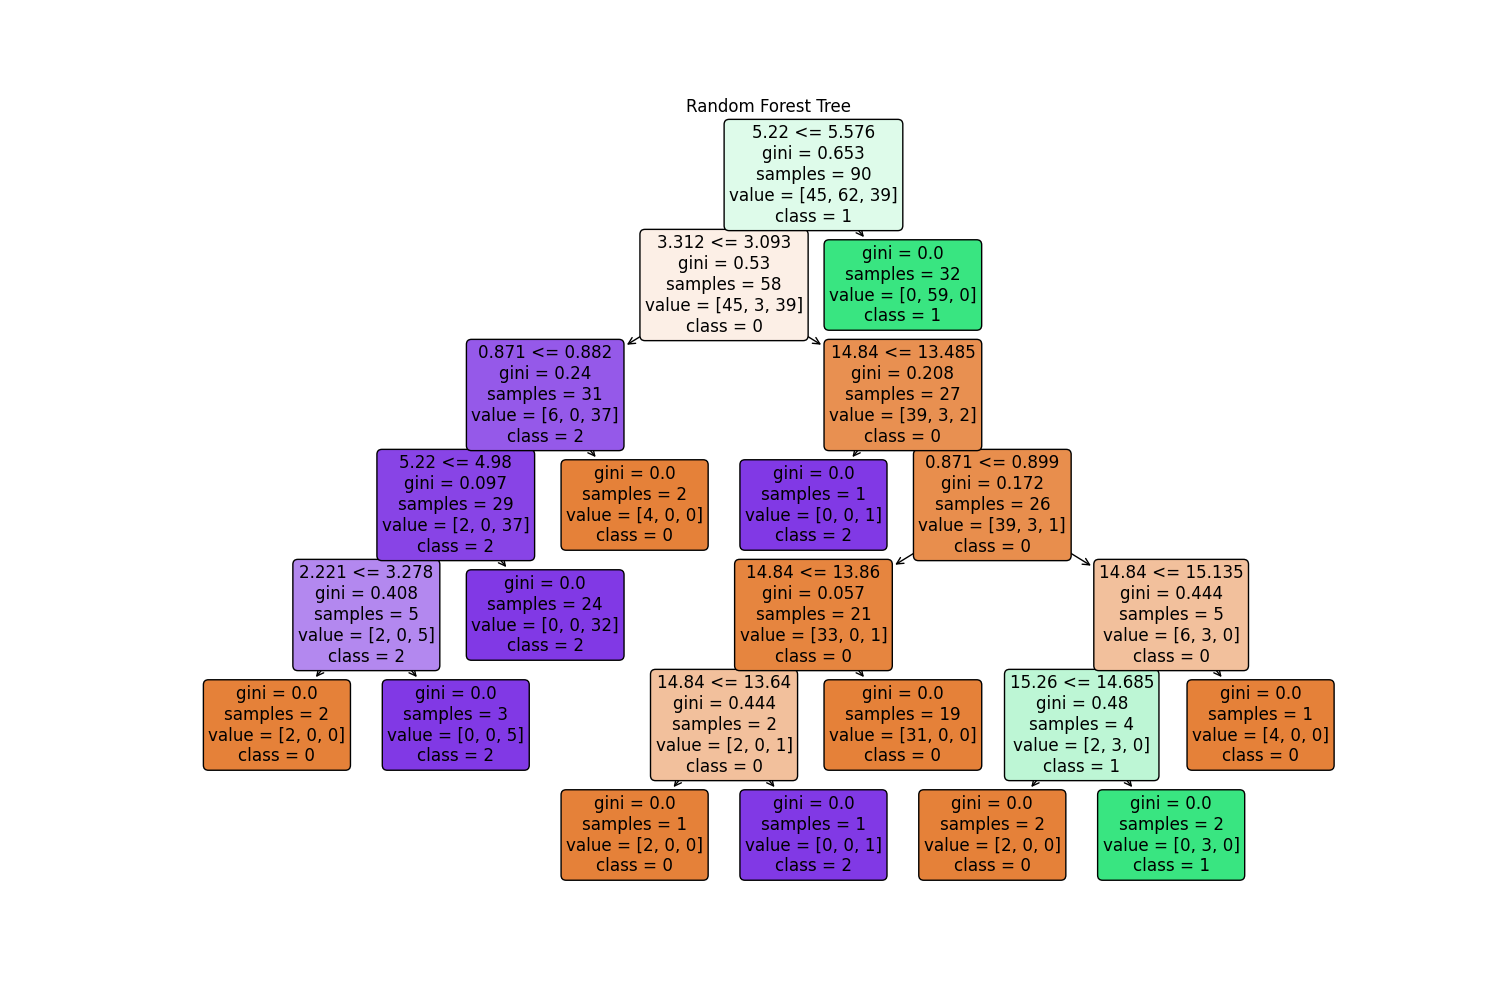 Random Forest Tree
5.22 <= 5.576
gini = 0.653
samples = 90
value = [45, 62, 39]
class = 1
3.312 <= 3.093
gini = 0.53
samples = 58
value = [45, 3, 39]
class = 0
gini = 0.0
samples = 32
value = [0, 59, 0]
class = 1
0.871 <= 0.882
gini = 0.24
samples = 31
value = [6, 0, 37]
class = 2
14.84 <= 13.485
gini = 0.208
samples = 27
value = [39, 3, 2]
class = 0
5.22 <= 4.98
gini = 0.097
samples = 29
value = [2, 0, 37]
class = 2
gini = 0.0
samples = 2
value = [4, 0, 0]
class = 0
gini = 0.0
samples = 1
value = [0, 0, 1]
class = 2
0.871 <= 0.899
gini = 0.172
samples = 26
value = [39, 3, 1]
class = 0
2.221 <= 3.278
gini = 0.408
samples = 5
value = [2, 0, 5]
class = 2
gini = 0.0
samples = 24
value = [0, 0, 32]
class = 2
14.84 <= 13.86
gini = 0.057
samples = 21
value = [33, 0, 1]
class = 0
14.84 <= 15.135
gini = 0.444
samples = 5
value = [6, 3, 0]
class = 0
gini = 0.0
samples = 2
value = [2, 0, 0]
class = 0
gini = 0.0
samples = 3
value = [0, 0, 5]
class = 2
14.84 <= 13.64
gini = 0.444
samples = 2
value = [2, 0, 1]
class = 0
gini = 0.0
samples = 19
value = [31, 0, 0]
class = 0
15.26 <= 14.685
gini = 0.48
samples = 4
value = [2, 3, 0]
class = 1
gini = 0.0
samples = 1
value = [4, 0, 0]
class = 0
gini = 0.0
samples = 1
value = [2, 0, 0]
class = 0
gini = 0.0
samples = 1
value = [0, 0, 1]
class = 2
gini = 0.0
samples = 2
value = [2, 0, 0]
class = 0
gini = 0.0
samples = 2
value = [0, 3, 0]
class = 1